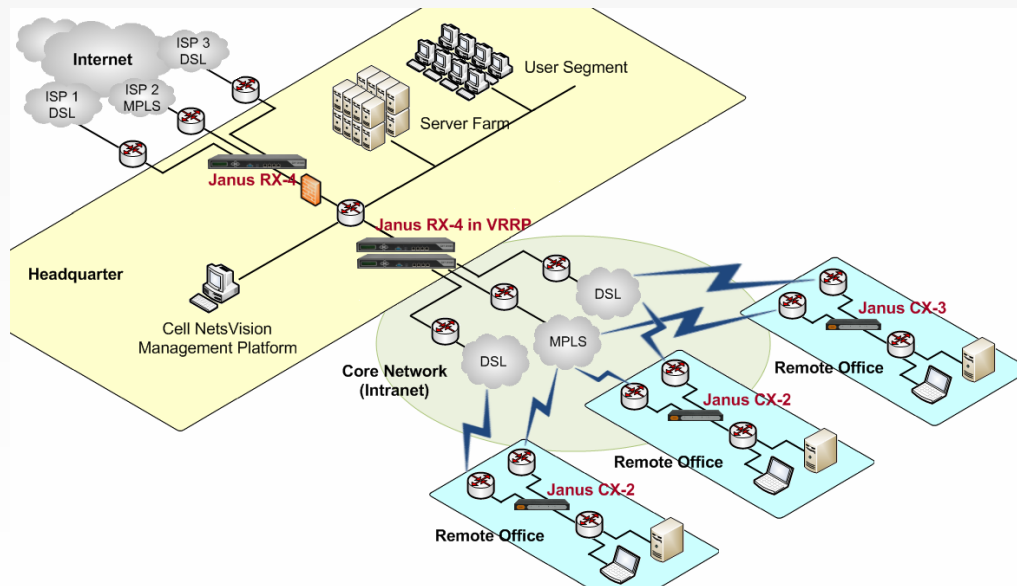 Internet
ISP 3
DSL
ISP 2
MPLS
ISP 1
DSL
User Segment
Server Farm
Janus RX-4
Janus RX-4 in VRRP
Headquarter
Cell NetsVision
Management Platform
DSL
MPLS
DSL
Core Network
(Intranet)
Janus CX-3
Remote Office
Janus CX-2
Remote Office
Janus CX-2
Remote Office